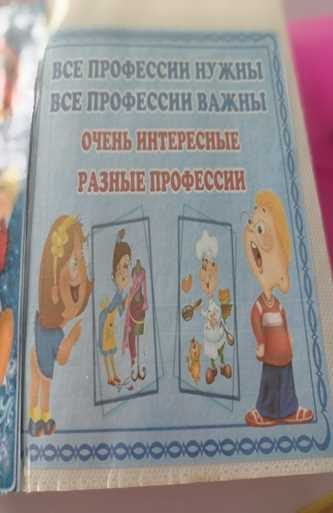 ВСЕ ПРОФЕССИИ НУЖНЫ
ВСЕ ПРОФЕССИИ ВАЖНЫ
ОЧЕНЬ ИНТЕРЕСНЫЕ
РАЗНЫЕ ПРОФЕССИИ